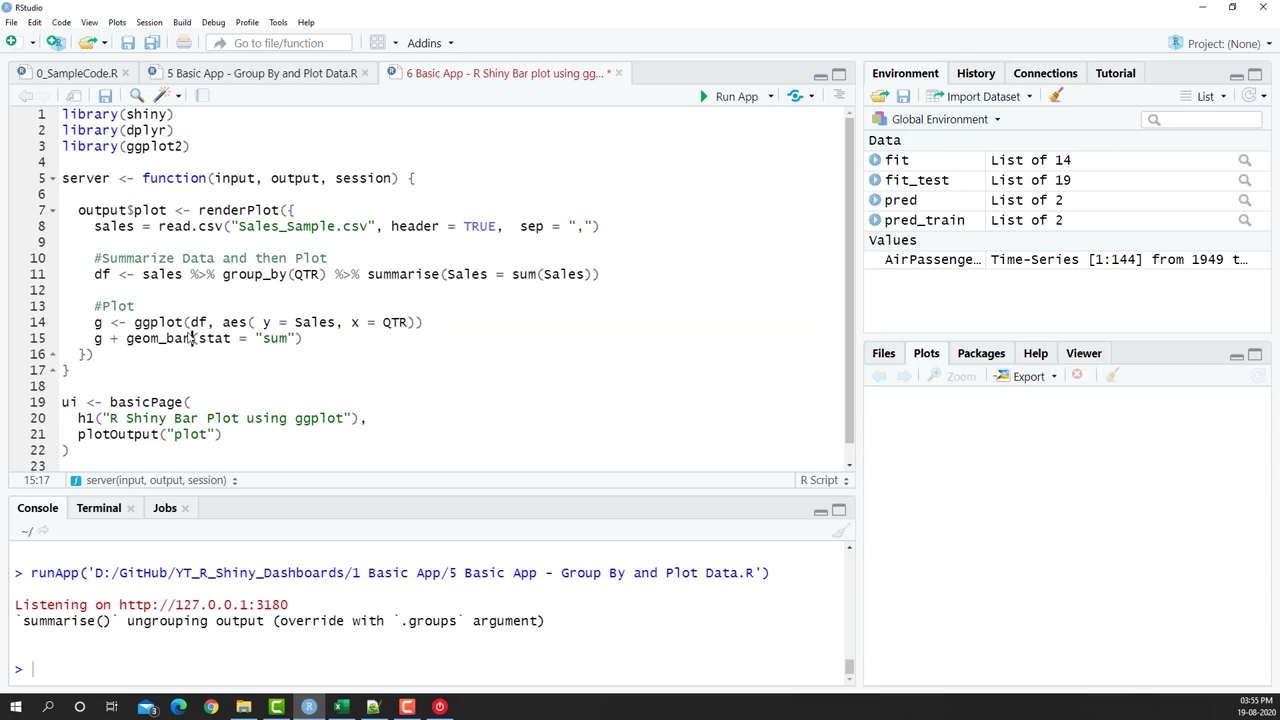 RStudio
File Edit Code View Plots Session Build Debug Profile Tools Help
Go to file/function Addins Project: (None)
0_SampleCode.R 5 Basic App - Group By and Plot Data.R 6 Basic App - R Shiny Bar plot using gg... *
Run App
1 library(shiny)
2 library(dplyr)
3 library(ggplot2)
4
5 server <- function(input, output, session) {
6
7 output$plot <- renderPlot({
8 sales = read.csv("Sales_Sample.csv", header = TRUE, sep = ",")
9
10 #Summarize Data and then Plot
11 df <- sales %>% group_by(QTR) %>% summarise(Sales = sum(Sales))
12
13 #Plot
14 g <- ggplot(df, aes( y = Sales, x = QTR))
15 g + geom_bar(stat = "sum")
16 })
17 }
18
19 ui <- basicPage(
20 h1("R Shiny Bar Plot using ggplot"),
21 plotOutput("plot")
22 )
23
15:17 server(input, output, session) R Script
Console Terminal Jobs
~/
> runApp('D:/GitHub/YT_R_Shiny_Dashboards/1 Basic App/5 Basic App - Group By and Plot Data.R')
Listening on http://127.0.0.1:3180
`summarise()` ungrouping output (override with `.groups` argument)
>
Environment History Connections Tutorial
Import Dataset List
Global Environment
Data
fit List of 14
fit_test List of 19
pred List of 2
pred_train List of 2
Values
AirPassenge… Time-Series [1:144] from 1949 t…
Files Plots Packages Help Viewer
Zoom Export
03:55 PM
19-08-2020